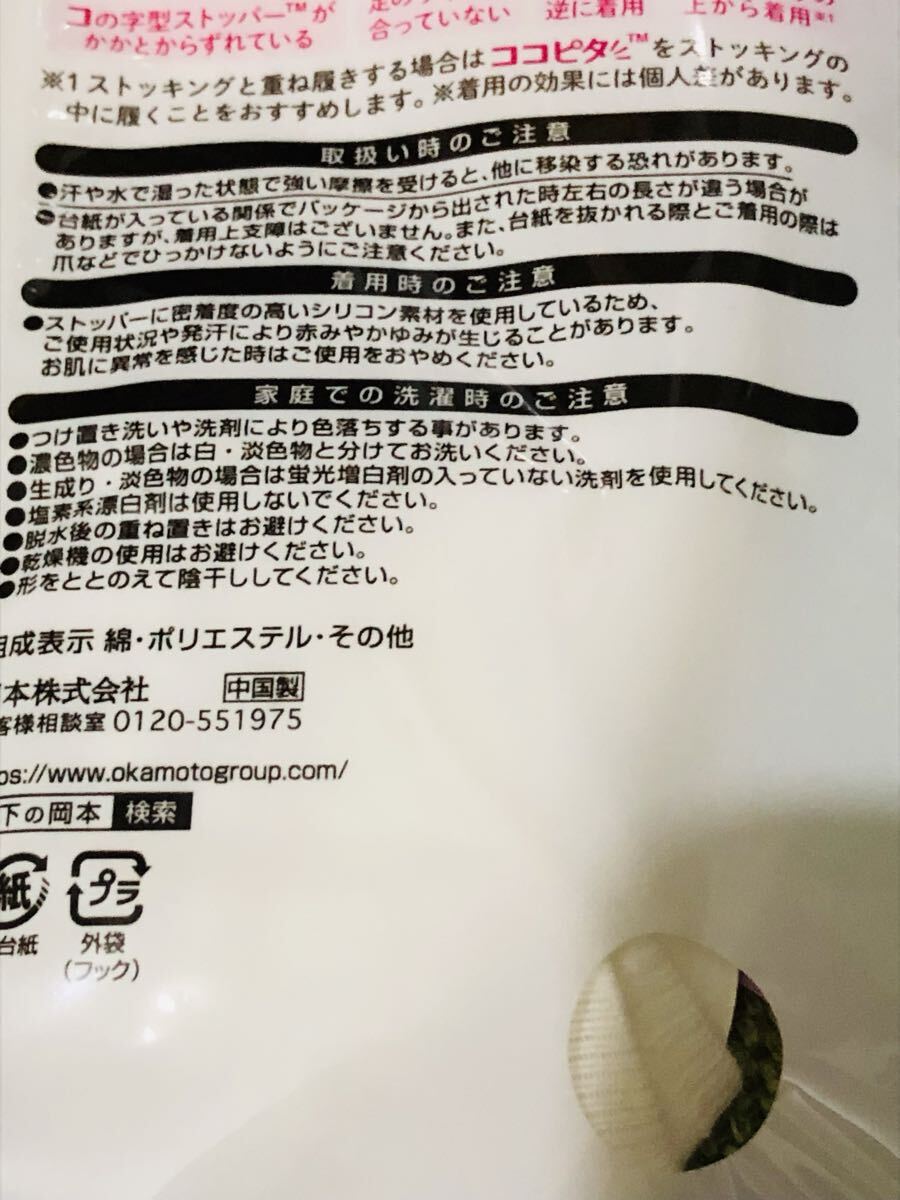 コの字型ストッパー™が
かかとからずれている
合っていない
逆に着用
上から着用※1
※1 ストッキングと重ね履きする場合はココピタ™をストッキングの
中に履くことをおすすめします。※着用の効果には個人差があります。
取扱い時のご注意
●汗や水で湿った状態で強い摩擦を受けると、他に移染する恐れがあります。
●台紙が入っている関係でパッケージから出された時左右の長さが違う場合が
ありますが、着用上支障はございません。また、台紙を抜かれる際とご着用の際は
爪などでひっかけないようにご注意ください。
着用時のご注意
●ストッパーに密着度の高いシリコン素材を使用しているため、
ご使用状況や発汗により赤みやかゆみが生じることがあります。
お肌に異常を感じた時はご使用をおやめください。
家庭での洗濯時のご注意
●つけ置き洗いや洗剤により色落ちする事があります。
●濃色物の場合は白・淡色物と分けてお洗いください。
●生成り・淡色物の場合は蛍光増白剤の入っていない洗剤を使用してください。
●塩素系漂白剤は使用しないでください。
●脱水後の重ね置きはお避けください。
●乾燥機の使用はお避けください。
●形をととのえて陰干ししてください。
成表示 綿・ポリエステル・その他
本株式会社 中国製
客様相談室 0120-551975
ps://www.okamotogroup.com/
下の岡本 検索
紙 プラ
台紙 外袋
(フック)